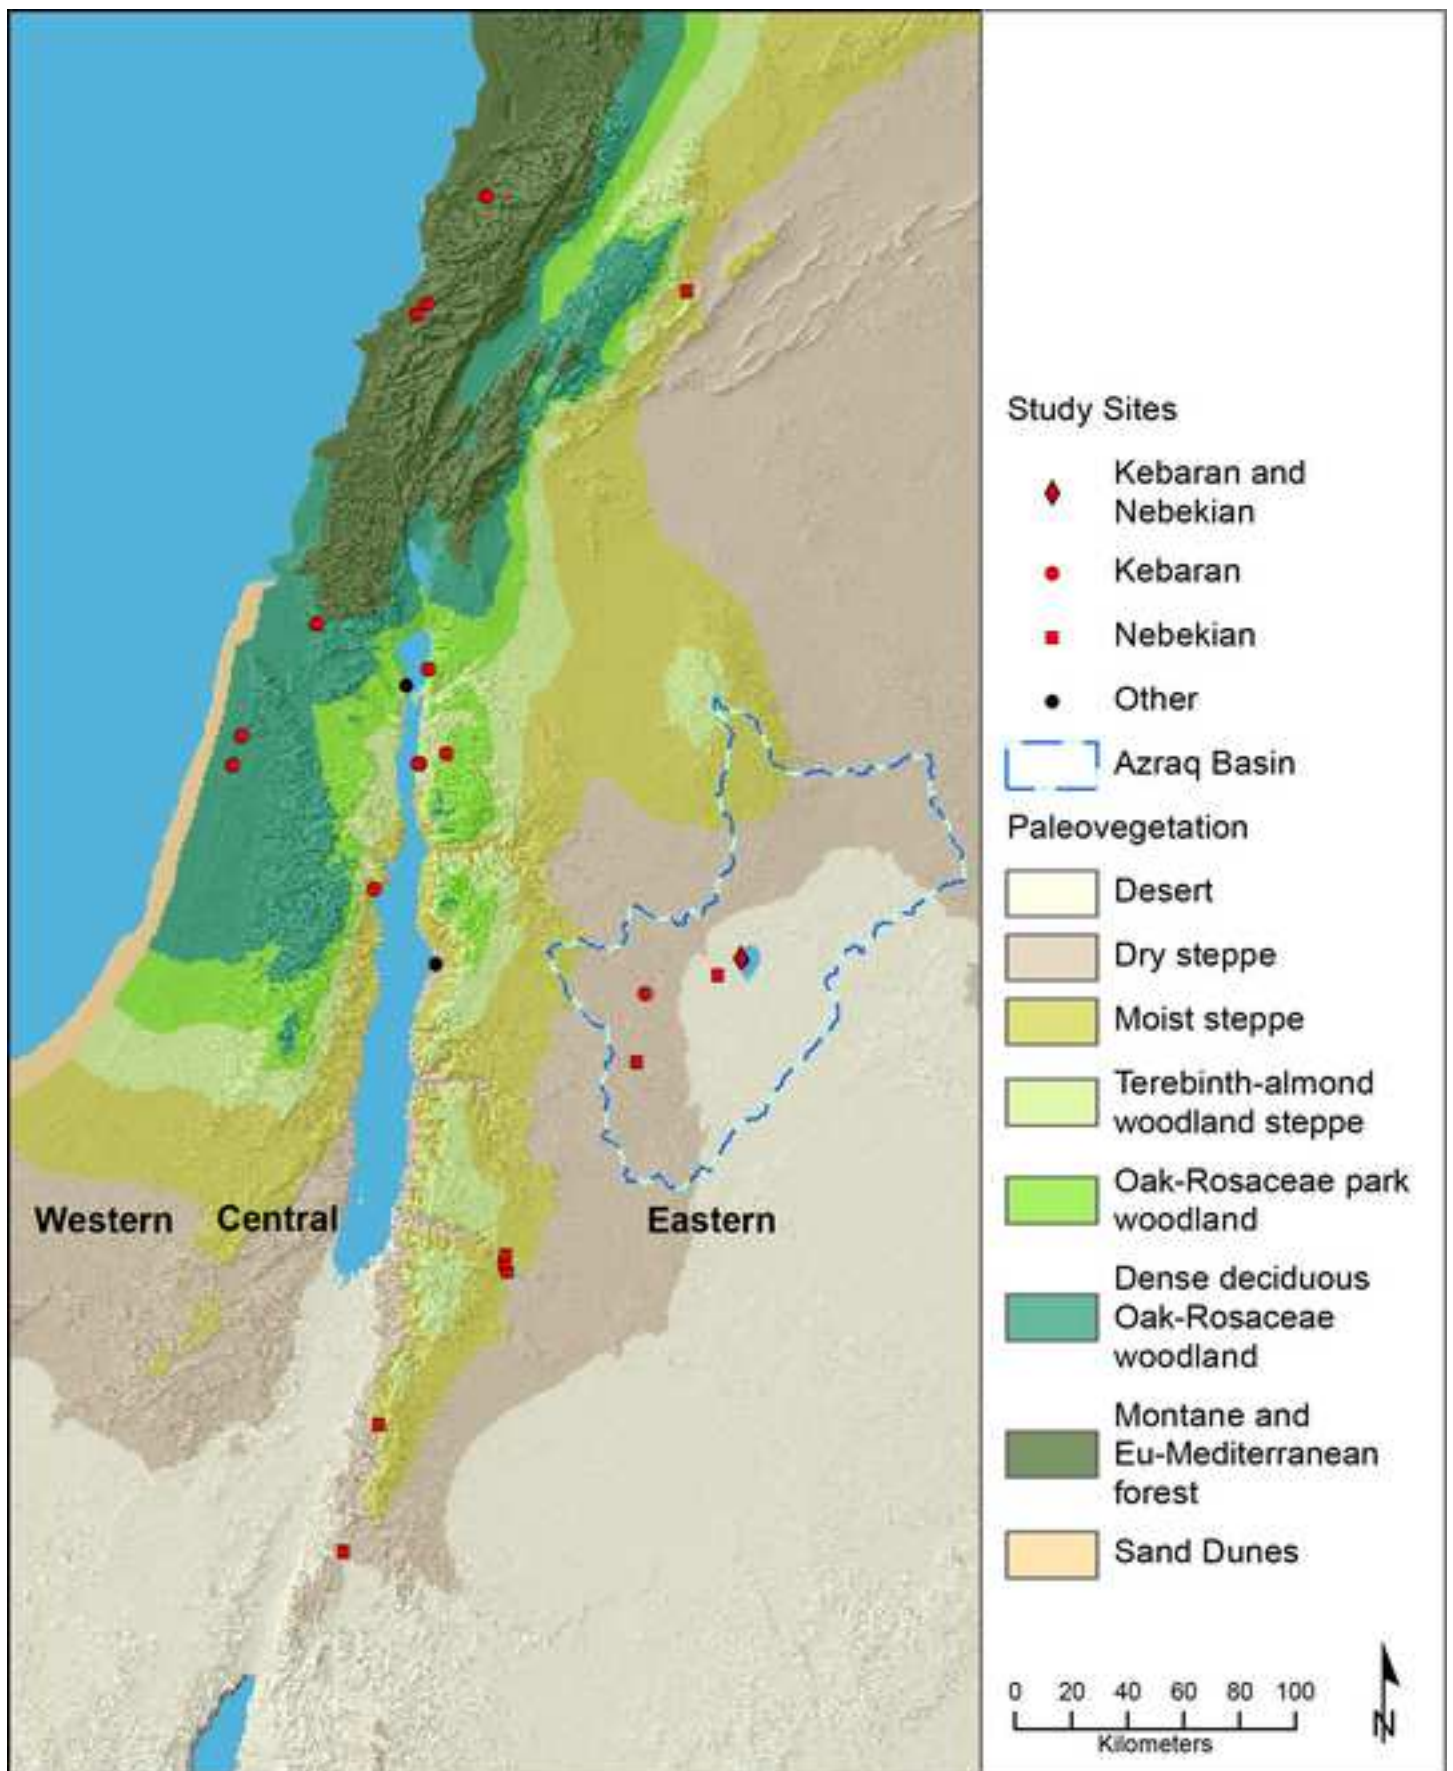 Western
Central
Eastern
Study Sites
Kebaran and
Nebekian
Kebaran
Nebekian
Other
Azraq Basin
Paleovegetation
Desert
Dry steppe
Moist steppe
Terebinth-almond
woodland steppe
Oak-Rosaceae park
woodland
Dense deciduous
Oak-Rosaceae
woodland
Montane and
Eu-Mediterranean
forest
Sand Dunes
0 20 40 60 80 100
Kilometers
N